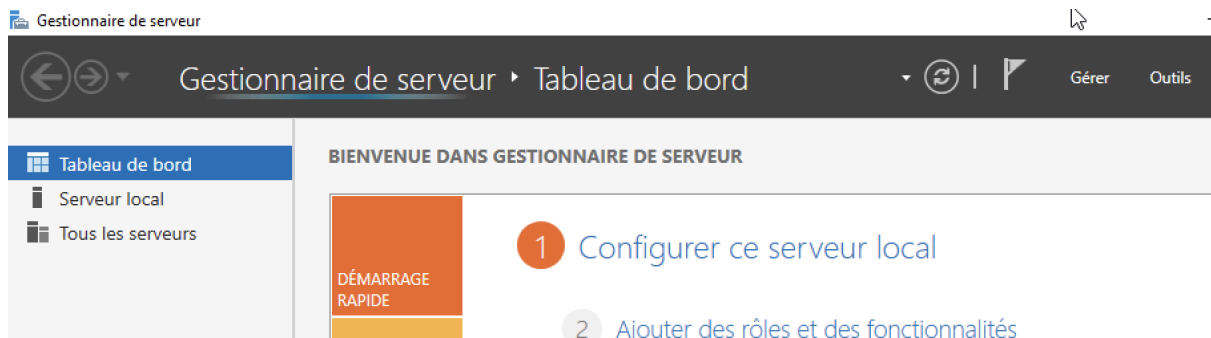 Gestionnaire de serveur
Gestionnaire de serveur ‣ Tableau de bord
Gérer
Outils
Tableau de bord
Serveur local
Tous les serveurs
BIENVENUE DANS GESTIONNAIRE DE SERVEUR
DÉMARRAGE
RAPIDE
1 Configurer ce serveur local
2 Ajouter des rôles et des fonctionnalités